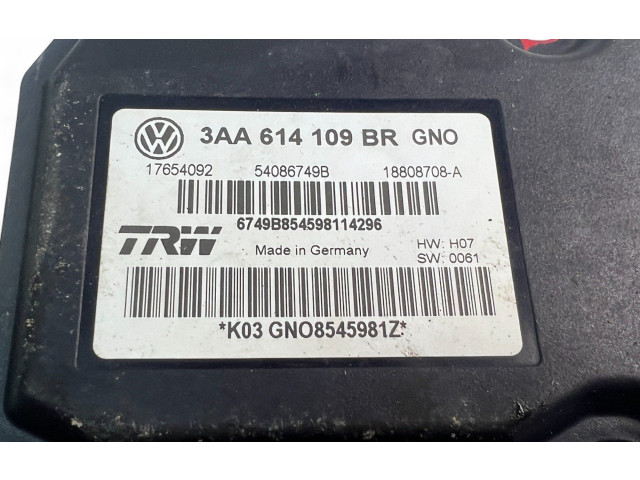 3AA 614 109 BR GNO
17654092 54086749B 18808708-A
6749B854598114296
TRW Made in Germany HW: H07
SW: 0061
*K03 GNO8545981Z*